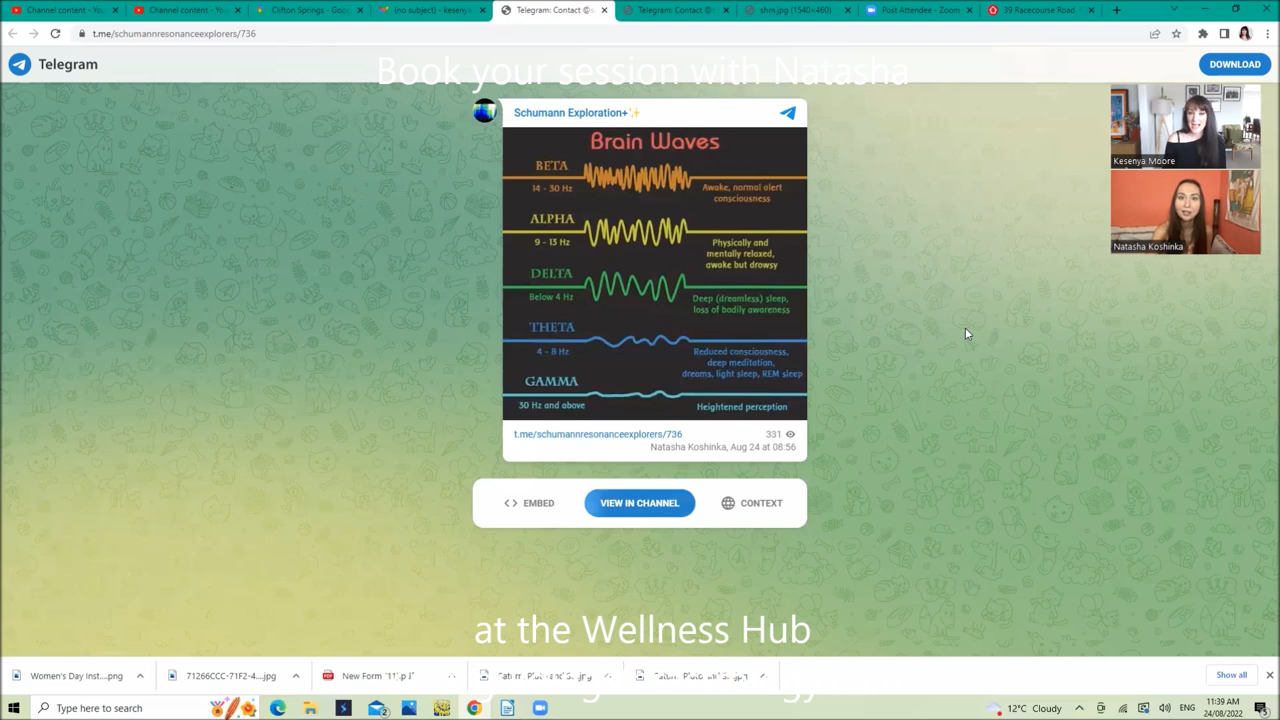 Channel content - You
Channel content - You
Clifton Springs - Goo
(no subject) - kesenya
Telegram: Contact @s
Telegram: Contact @s
shm.jpg (1540×460)
Post Attendee - Zoom
39 Racecourse Road
t.me/schumannresonanceexplorers/736
Telegram
Book your session with Natasha
DOWNLOAD
Schumann Exploration+✨
Brain Waves
BETA
14 - 30 Hz
Awake, normal alert
consciousness
ALPHA
9 - 13 Hz
Physically and
mentally relaxed,
awake but drowsy
DELTA
Below 4 Hz
Deep (dreamless) sleep,
loss of bodily awareness
THETA
4 - 8 Hz
Reduced consciousness,
deep meditation,
dreams, light sleep, REM sleep
GAMMA
30 Hz and above
Heightened perception
t.me/schumannresonanceexplorers/736
331
Natasha Koshinka, Aug 24 at 08:56
EMBED
VIEW IN CHANNEL
CONTEXT
Kesenya Moore
Natasha Koshinka
at the Wellness Hub
Women's Day Inst....png
71266CCC-71F2-4....jpg
New Form
Show all
Type here to search
12°C Cloudy
11:39 AM
24/08/2022